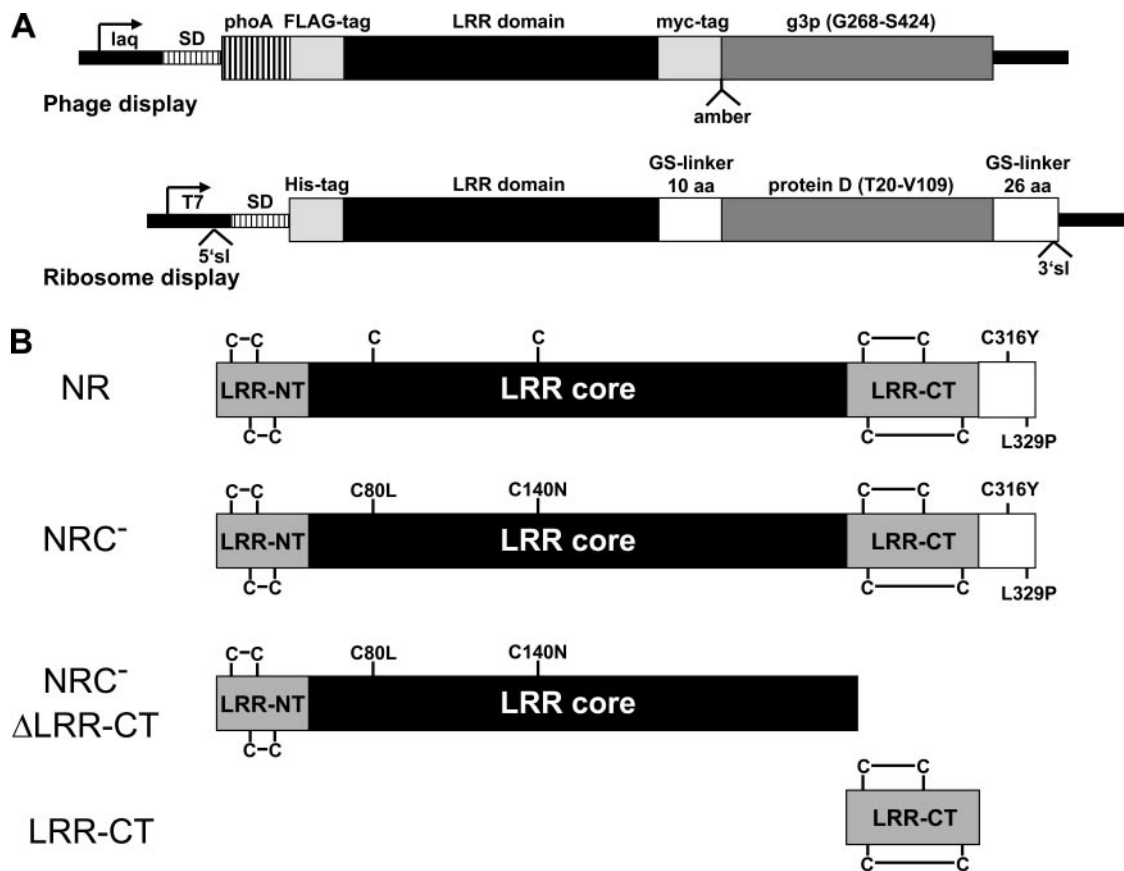 A
laq SD phoA FLAG-tag LRR domain myc-tag g3p (G268-S424)
Phage display
amber
GS-linker GS-linker
T7 SD His-tag LRR domain 10 aa protein D (T20-V109) 26 aa
5'sl
Ribosome display
3'sl
B
C-C C C C C C316Y
NR LRR-NT LRR core LRR-CT
C-C C C L329P
C-C C80L C140N C C C316Y
NRC- LRR-NT LRR core LRR-CT
C-C C C L329P
C-C C80L C140N
NRC-
LRR-NT LRR core
ΔLRR-CT
C-C
C C
LRR-CT LRR-CT
C C